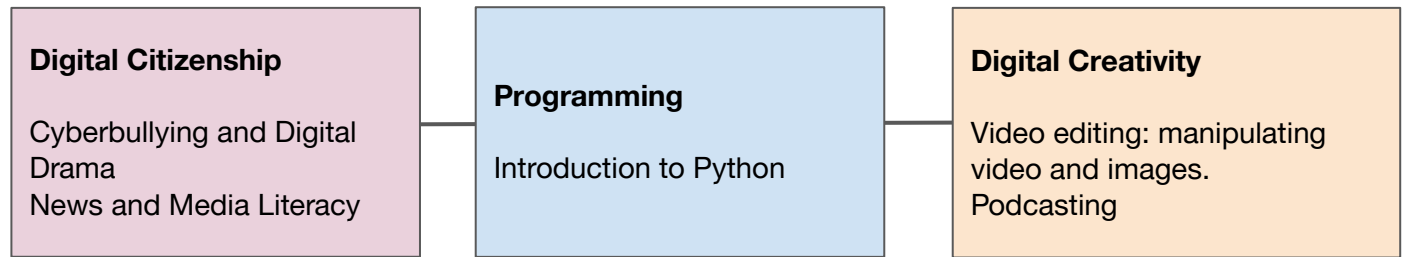 Digital Citizenship
Cyberbullying and Digital
Drama
News and Media Literacy
Programming
Introduction to Python
Digital Creativity
Video editing: manipulating
video and images.
Podcasting